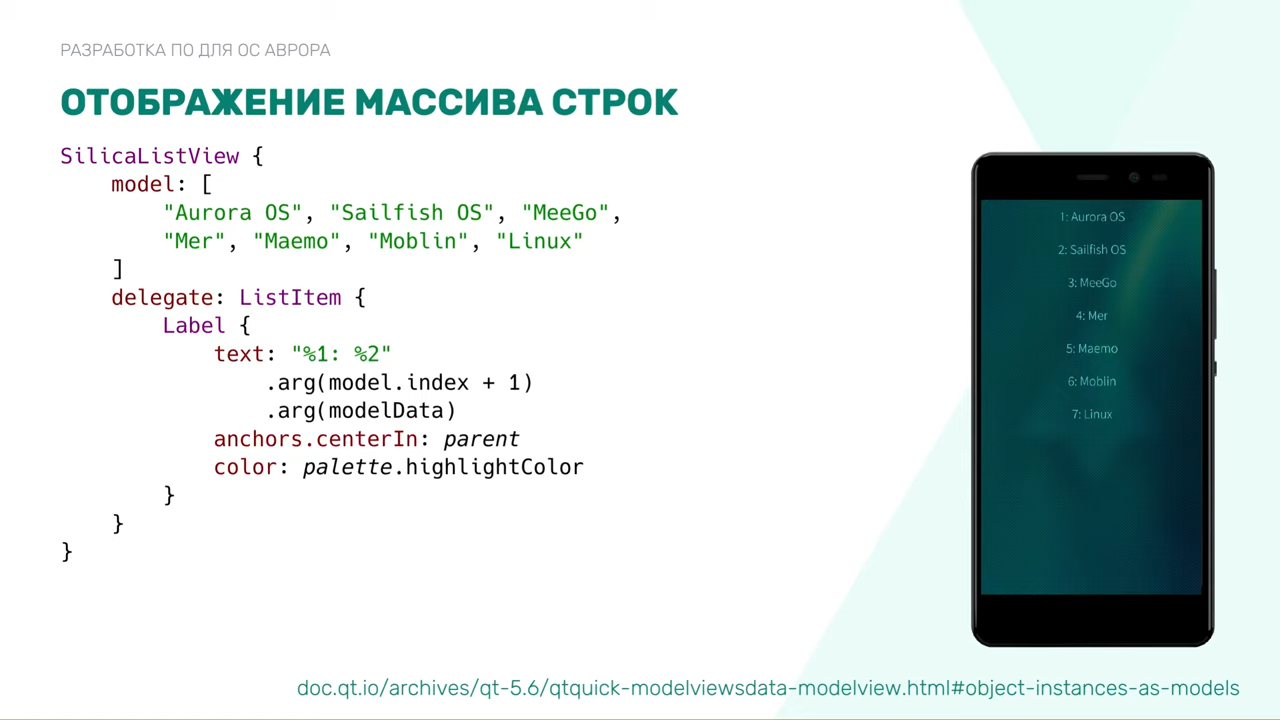 РАЗРАБОТКА ПО ДЛЯ ОС АВРОРА
ОТОБРАЖЕНИЕ МАССИВА СТРОК
SilicaListView {
    model: [
        "Aurora OS", "Sailfish OS", "MeeGo",
        "Mer", "Maemo", "Moblin", "Linux"
    ]
    delegate: ListItem {
        Label {
            text: "%1: %2"
                .arg(model.index + 1)
                .arg(modelData)
            anchors.centerIn: parent
            color: palette.highlightColor
        }
    }
}
1: Aurora OS
2: Sailfish OS
3: MeeGo
4: Mer
5: Maemo
6: Moblin
7: Linux
doc.qt.io/archives/qt-5.6/qtquick-modelviewsdata-modelview.html#object-instances-as-models